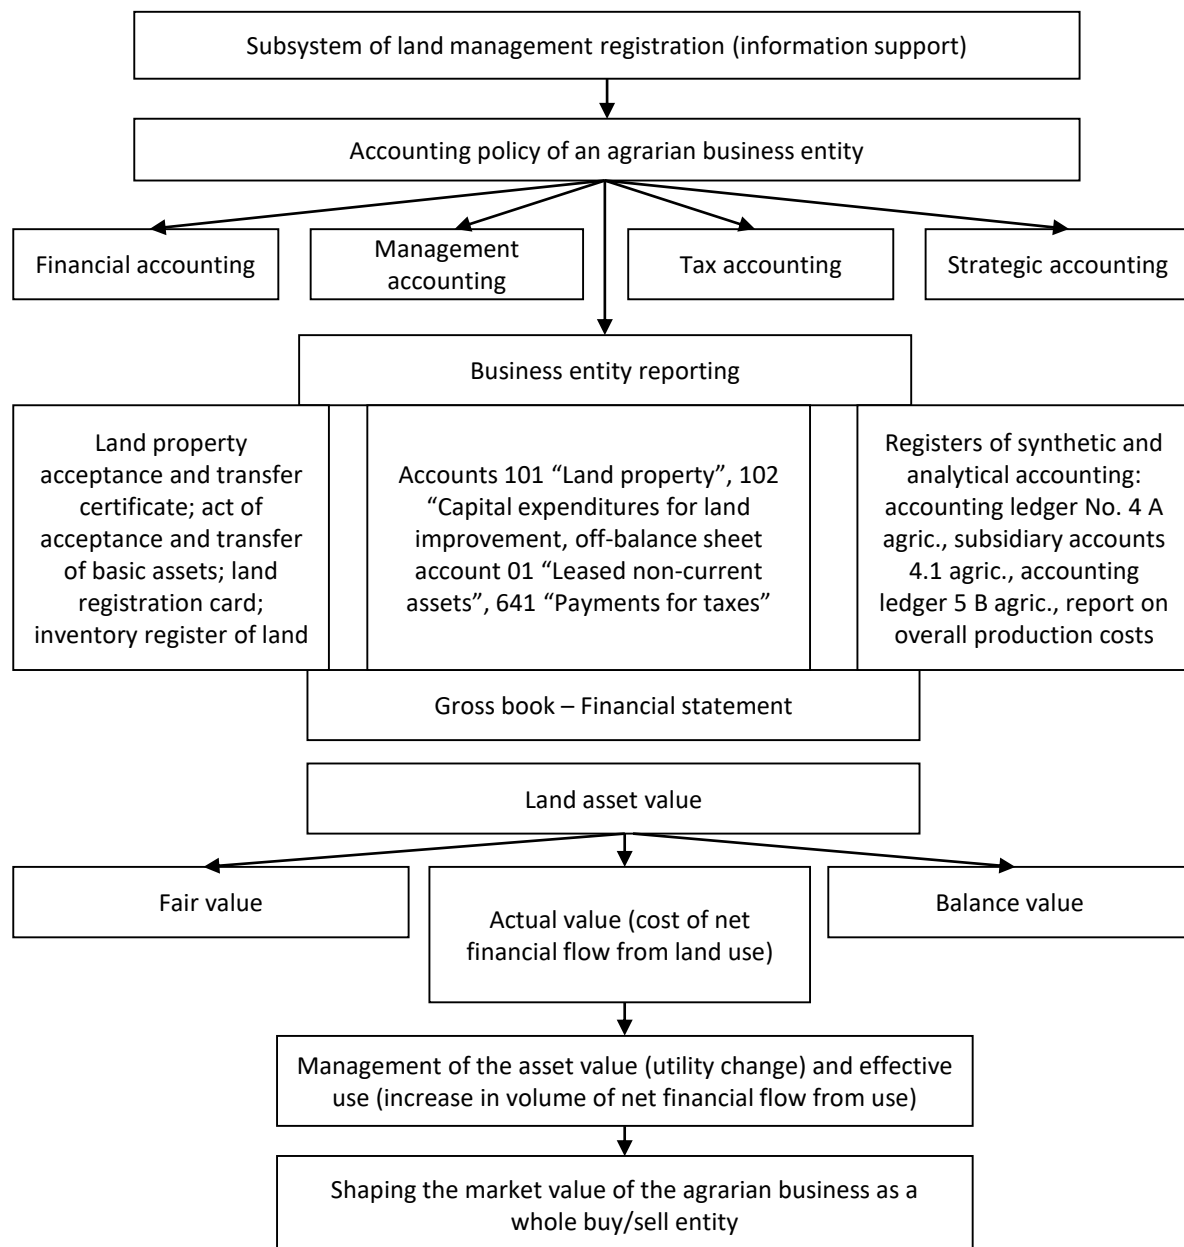 Subsystem of land management registration (information support)
Accounting policy of an agrarian business entity
Financial accounting
Management
accounting
Tax accounting
Strategic accounting
Business entity reporting
Land property
acceptance and transfer
certificate; act of
acceptance and transfer
of basic assets; land
registration card;
inventory register of land
Accounts 101 “Land property”, 102
“Capital expenditures for land
improvement, off-balance sheet
account 01 “Leased non-current
assets”, 641 “Payments for taxes”
Registers of synthetic and
analytical accounting:
accounting ledger No. 4 A
agric., subsidiary accounts
4.1 agric., accounting
ledger 5 B agric., report on
overall production costs
Gross book – Financial statement
Land asset value
Fair value
Actual value (cost of net
financial flow from land use)
Balance value
Management of the asset value (utility change) and effective
use (increase in volume of net financial flow from use)
Shaping the market value of the agrarian business as a
whole buy/sell entity